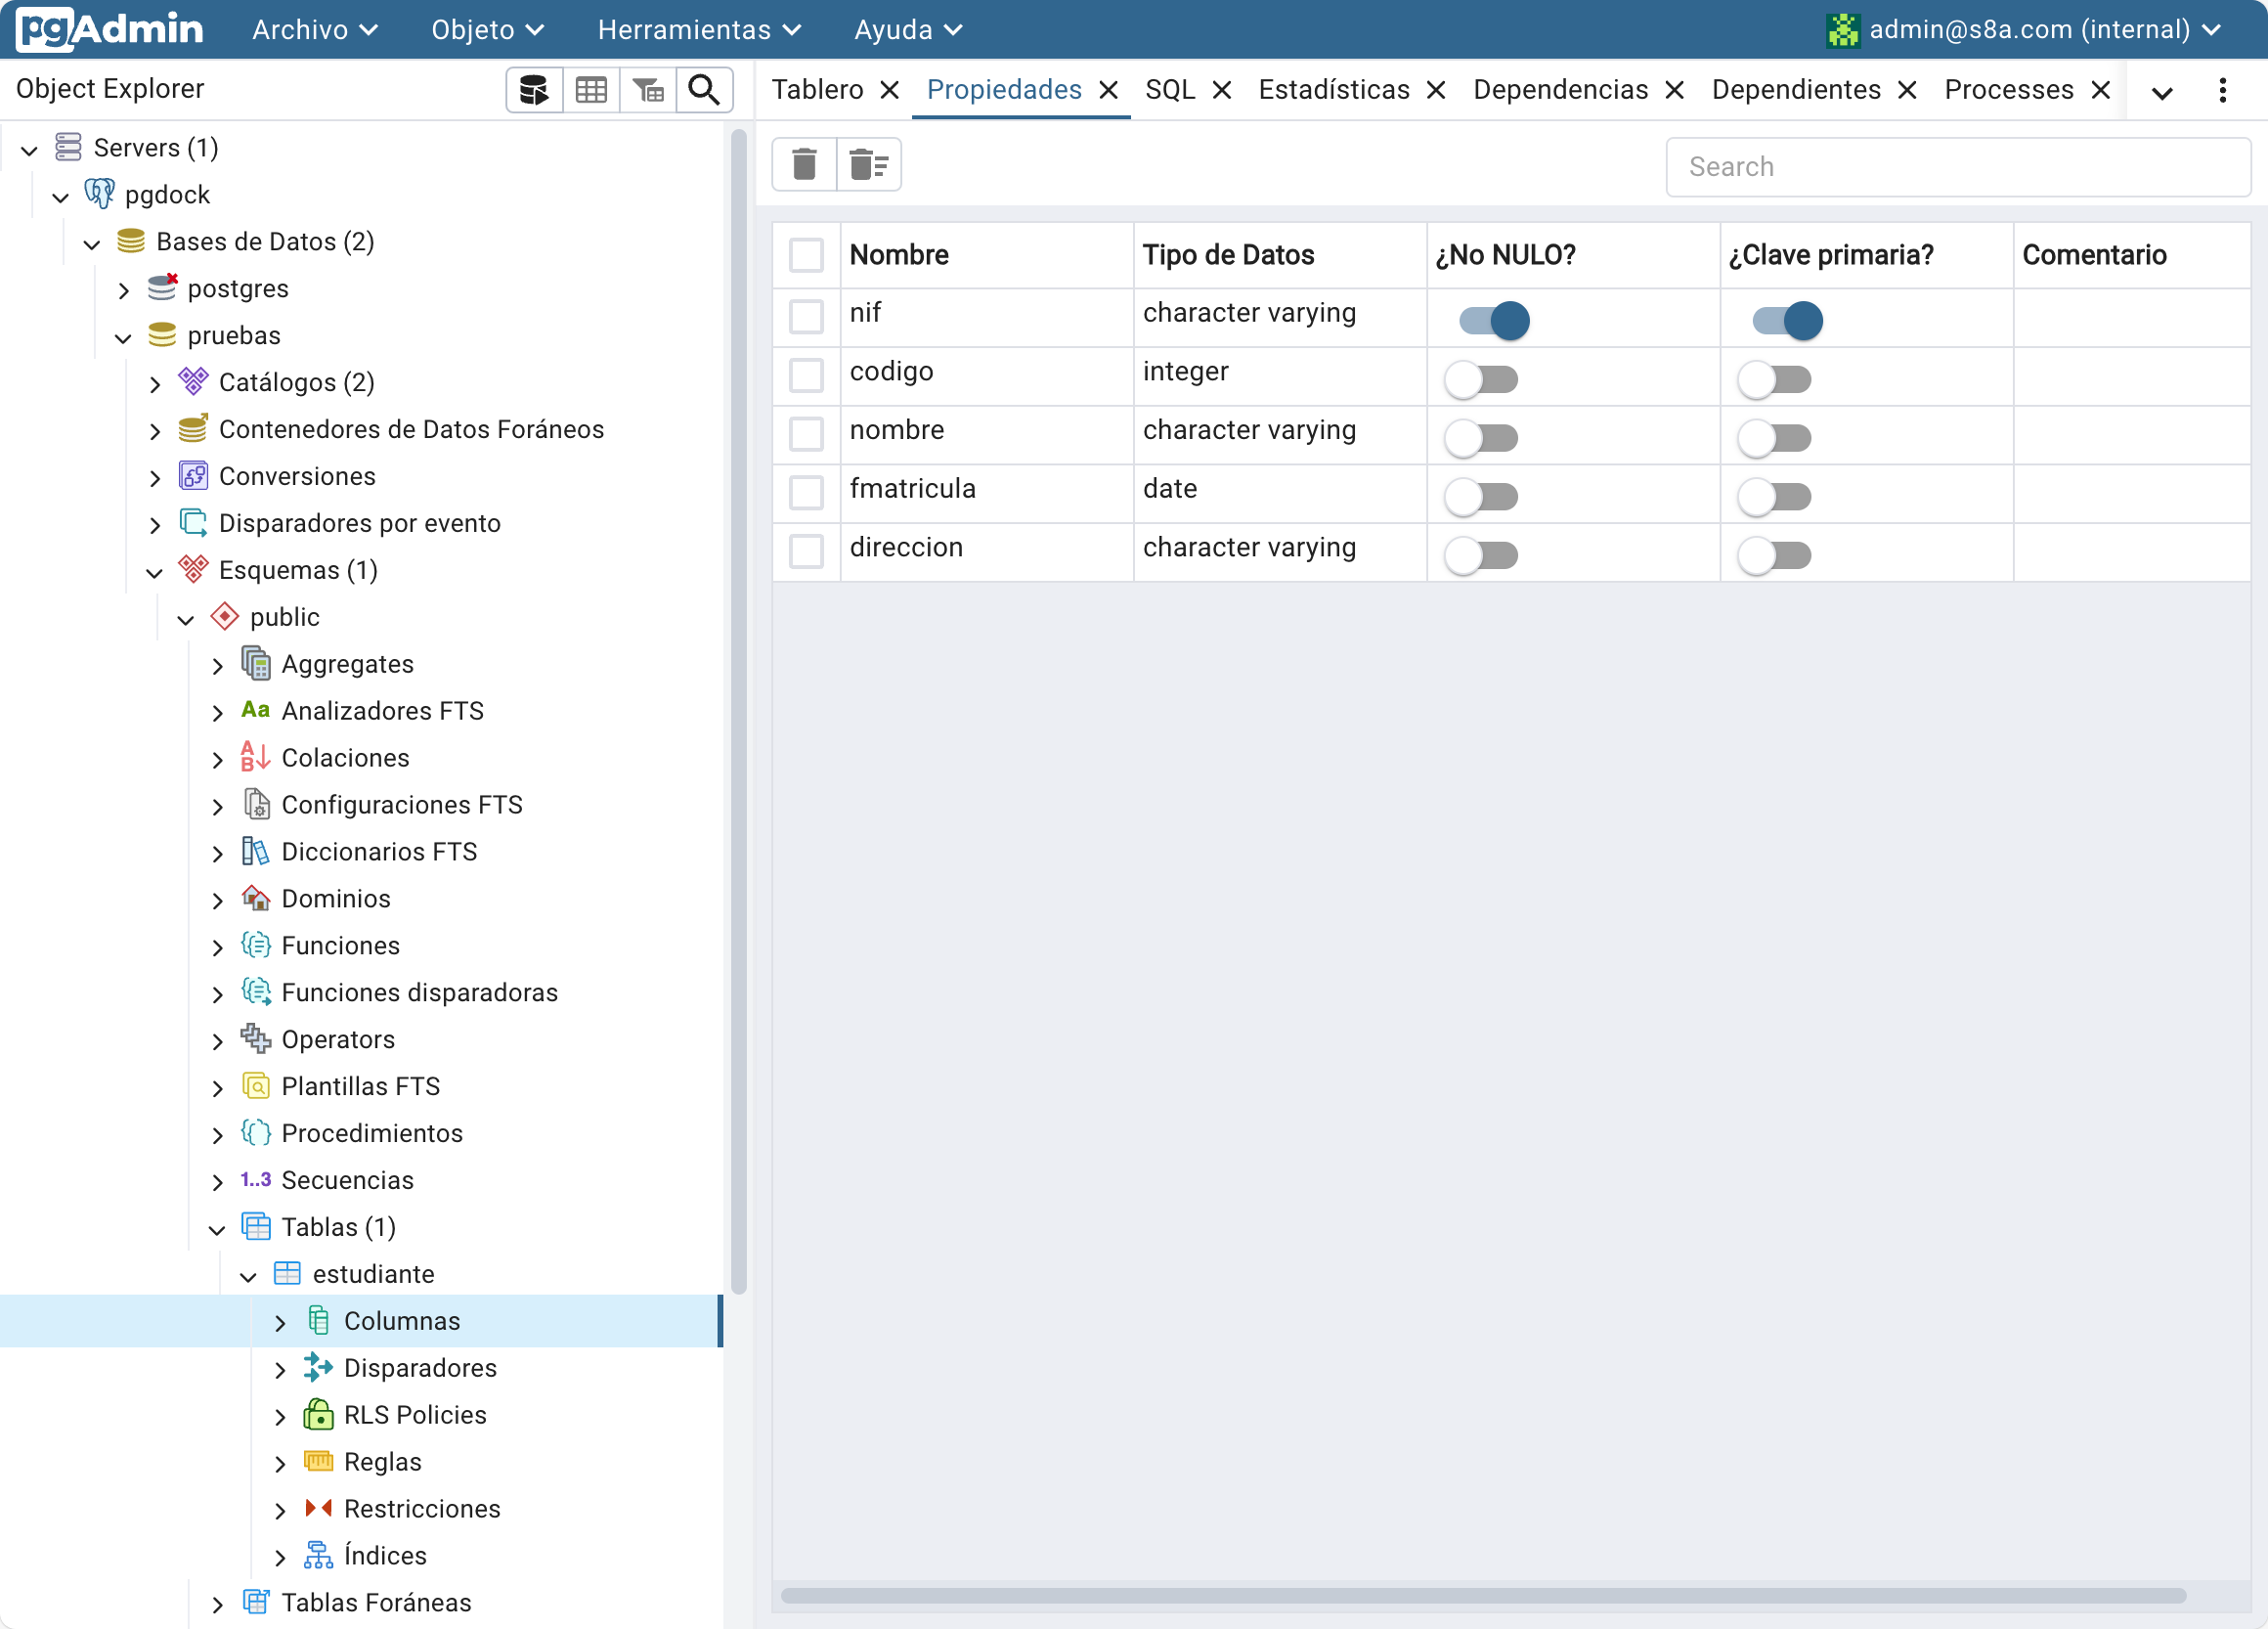 pgAdmin Archivo Objeto Herramientas Ayuda admin@s8a.com (internal)
Object Explorer
Tablero Propiedades SQL Estadísticas Dependencias Dependientes Processes
Search
Servers (1)
pgdock
Bases de Datos (2)
postgres
pruebas
Catálogos (2)
Contenedores de Datos Foráneos
Conversiones
Disparadores por evento
Esquemas (1)
public
Aggregates
Aa Analizadores FTS
AB Colaciones
Configuraciones FTS
Diccionarios FTS
Dominios
Funciones
Funciones disparadoras
Operators
Plantillas FTS
Procedimientos
1..3 Secuencias
Tablas (1)
estudiante
Columnas
Disparadores
RLS Policies
Reglas
Restricciones
Índices
Tablas Foráneas
Nombre Tipo de Datos ¿No NULO? ¿Clave primaria? Comentario
nif character varying
codigo integer
nombre character varying
fmatricula date
direccion character varying